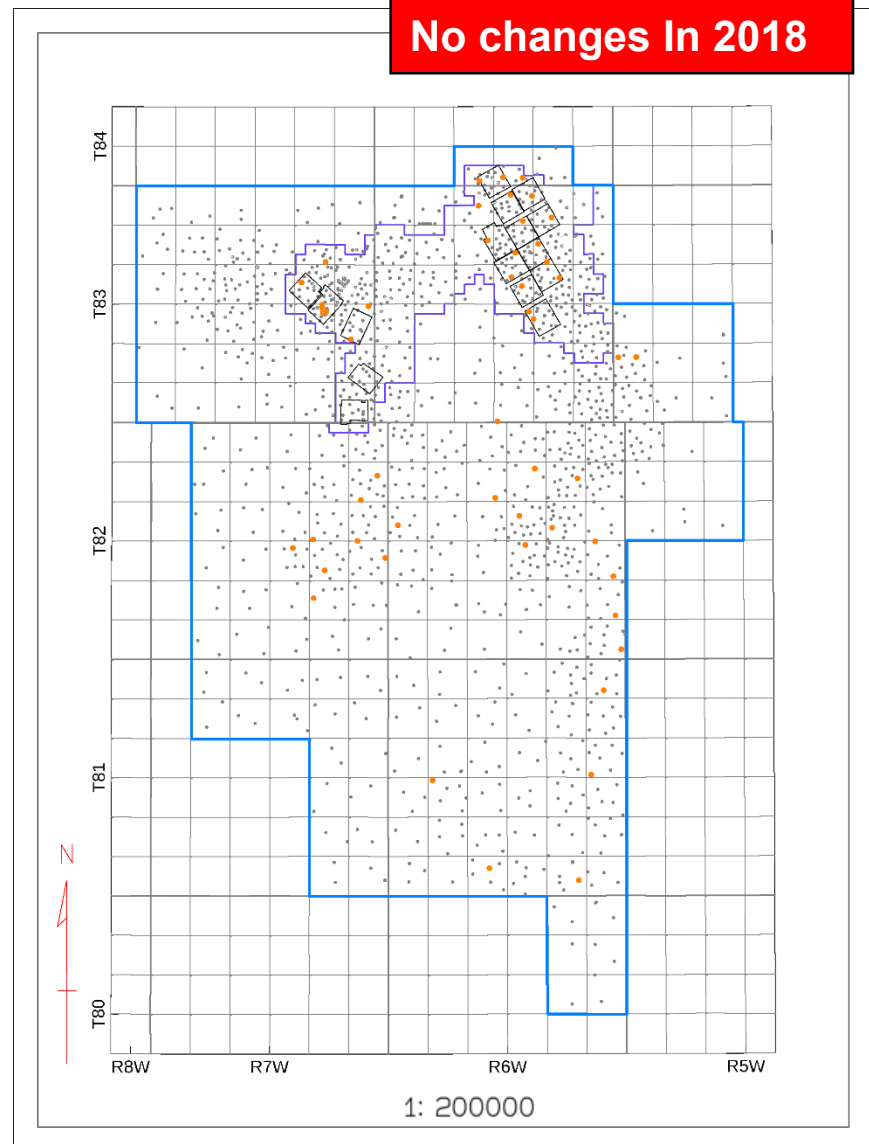 No changes In 2018
T84
T83
T82
T81
T80
N
R8W R7W R6W R5W
1: 200000